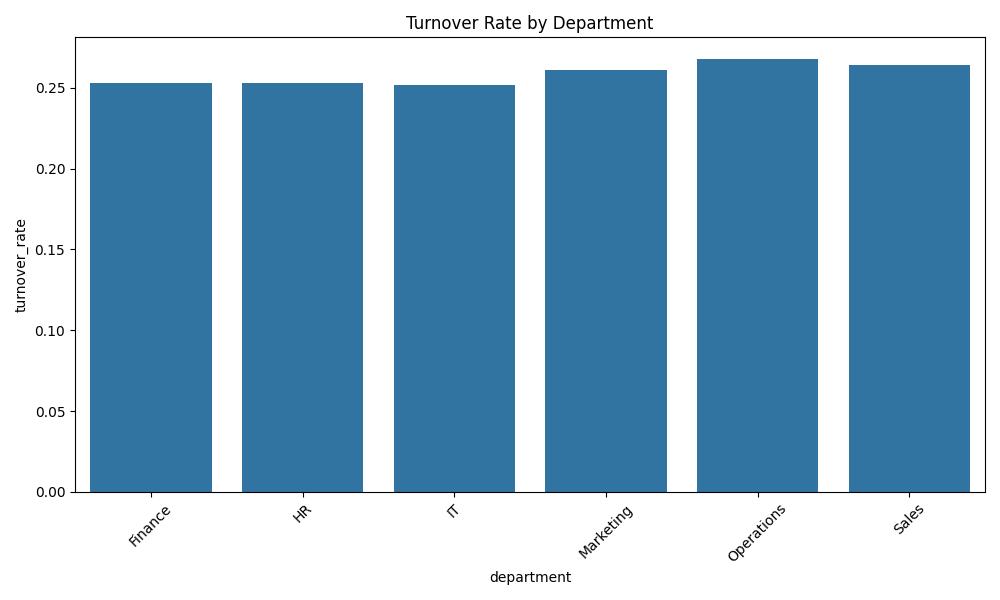 Turnover Rate by Department
turnover_rate
0.25
0.20
0.15
0.10
0.05
0.00
Finance
HR
IT
Marketing
Operations
Sales
department